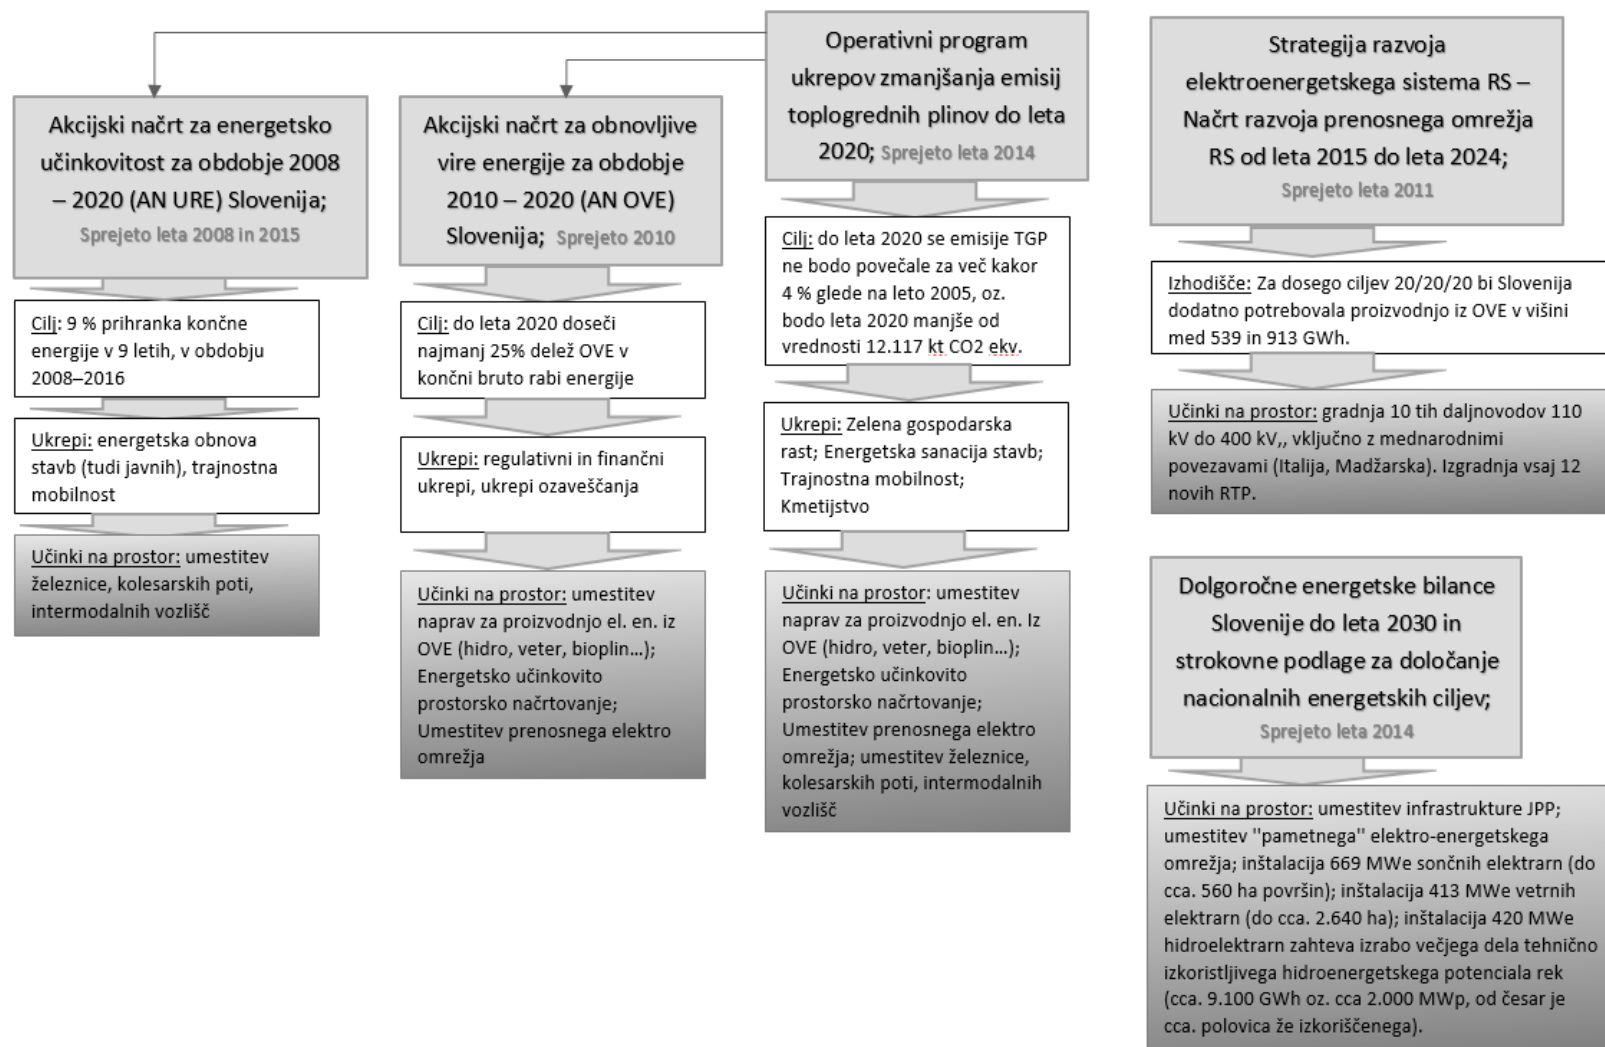 Akcijski načrt za energetsko
učinkovitost za obdobje 2008
– 2020 (AN URE) Slovenija;
Sprejeto leta 2008 in 2015
Cilj: 9 % prihranka končne
energije v 9 letih, v obdobju
2008–2016
Ukrepi: energetska obnova
stavb (tudi javnih), trajnostna
mobilnost
Učinki na prostor: umestitev
železnice, kolesarskih poti,
intermodalnih vozlišč
Akcijski načrt za obnovljive
vire energije za obdobje
2010 – 2020 (AN OVE)
Slovenija; Sprejeto 2010
Cilj: do leta 2020 doseči
najmanj 25% delež OVE v
končni bruto rabi energije
Ukrepi: regulativni in finančni
ukrepi, ukrepi ozaveščanja
Učinki na prostor: umestitev
naprav za proizvodnjo el. en. iz
OVE (hidro, veter, bioplin...);
Energetsko učinkovito
prostorsko načrtovanje;
Umestitev prenosnega elektro
omrežja
Operativni program
ukrepov zmanjšanja emisij
toplogrednih plinov do leta
2020; Sprejeto leta 2014
Cilj: do leta 2020 se emisije TGP
ne bodo povečale za več kakor
4 % glede na leto 2005, oz.
bodo leta 2020 manjše od
vrednosti 12.117 kt CO2 ekv.
Ukrepi: Zelena gospodarska
rast; Energetska sanacija stavb;
Trajnostna mobilnost;
Kmetijstvo
Učinki na prostor: umestitev
naprav za proizvodnjo el. en. Iz
OVE (hidro, veter, bioplin...);
Energetsko učinkovito
prostorsko načrtovanje;
Umestitev prenosnega elektro
omrežja; umestitev železnice,
kolesarskih poti, intermodalnih
vozlišč
Strategija razvoja
elektroenergetskega sistema RS –
Načrt razvoja prenosnega omrežja
RS od leta 2015 do leta 2024;
Sprejeto leta 2011
Izhodišče: Za dosego ciljev 20/20/20 bi Slovenija
dodatno potrebovala proizvodnjo iz OVE v višini
med 539 in 913 GWh.
Učinki na prostor: gradnja 10 tih daljnovodov 110
kV do 400 kV,, vključno z mednarodnimi
povezavami (Italija, Madžarska). Izgradnja vsaj 12
novih RTP.
Dolgoročne energetske bilance
Slovenije do leta 2030 in
strokovne podlage za določanje
nacionalnih energetskih ciljev;
Sprejeto leta 2014
Učinki na prostor: umestitev infrastrukture JPP;
umestitev "pametnega" elektro-energetskega
omrežja; inštalacija 669 MWe sončnih elektrarn (do
cca. 560 ha površin); inštalacija 413 MWe vetrnih
elektrarn (do cca. 2.640 ha); inštalacija 420 MWe
hidroelektrarn zahteva izrabo večjega dela tehnično
izkoristljivega hidroenergetskega potenciala rek
(cca. 9.100 GWh oz. cca 2.000 MWp, od česar je
cca. polovica že izkoriščenega).